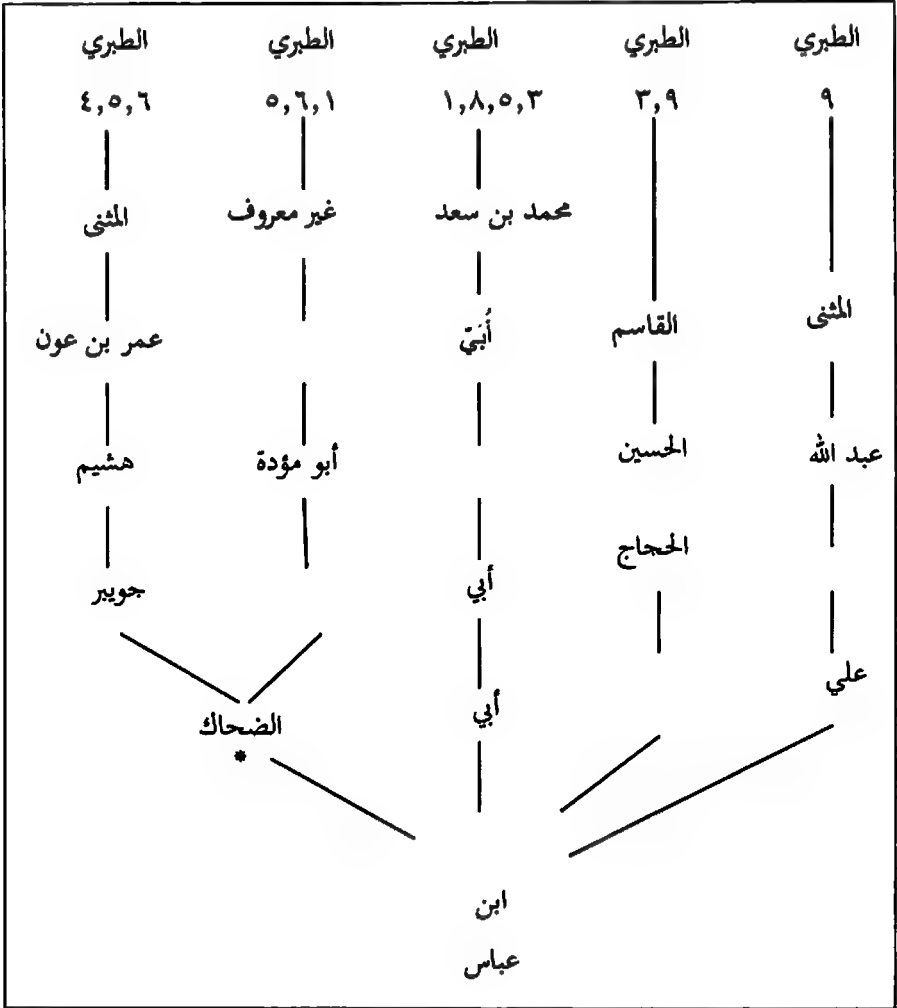 الطبري الطبري الطبري الطبري الطبري
٩ ٣,٩ ١,٨,٥,٣ ٥,٦,١ ٤,٥,٦
محمد بن سعد غير معروف المثنى
المثنى القاسم أُبَيّ عمر بن عون
عبد الله الحسين أبو مؤدة هشيم
الحجاج أبي جويبر
علي أبي الضحاك
*
ابن
عباس